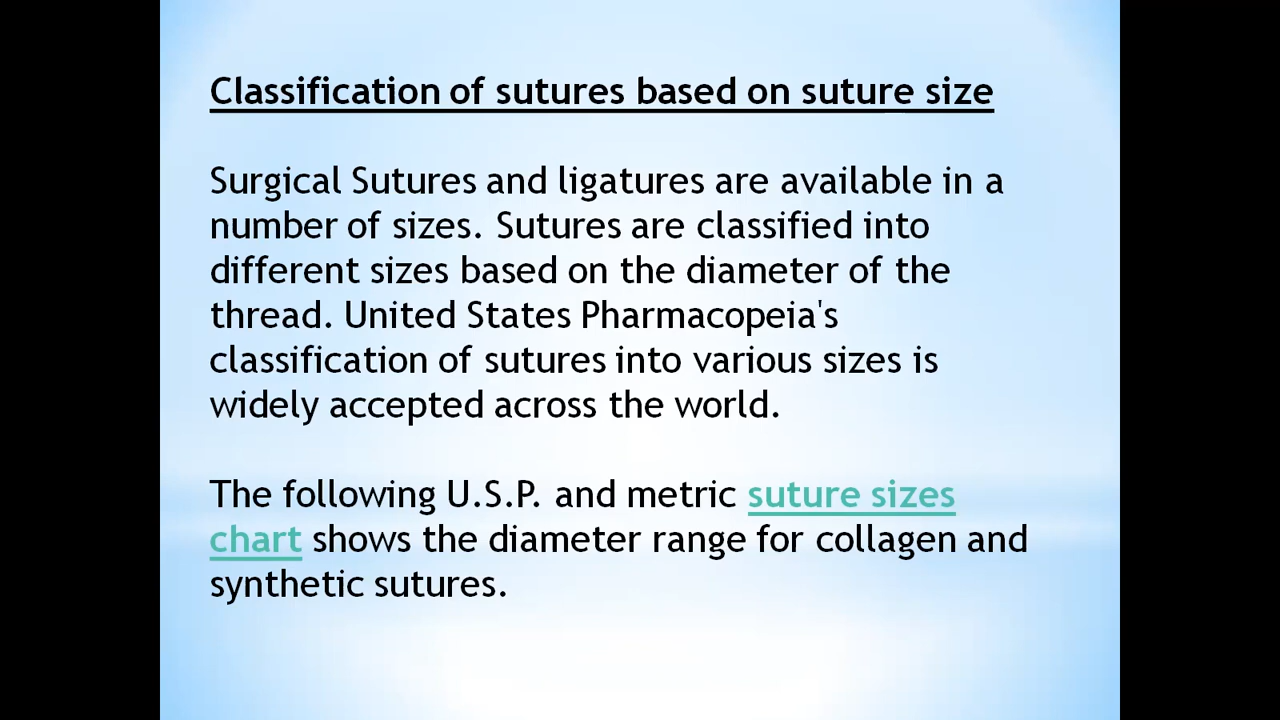 Classification of sutures based on suture size
Surgical Sutures and ligatures are available in a
number of sizes. Sutures are classified into
different sizes based on the diameter of the
thread. United States Pharmacopeia's
classification of sutures into various sizes is
widely accepted across the world.
The following U.S.P. and metric suture sizes
chart shows the diameter range for collagen and
synthetic sutures.